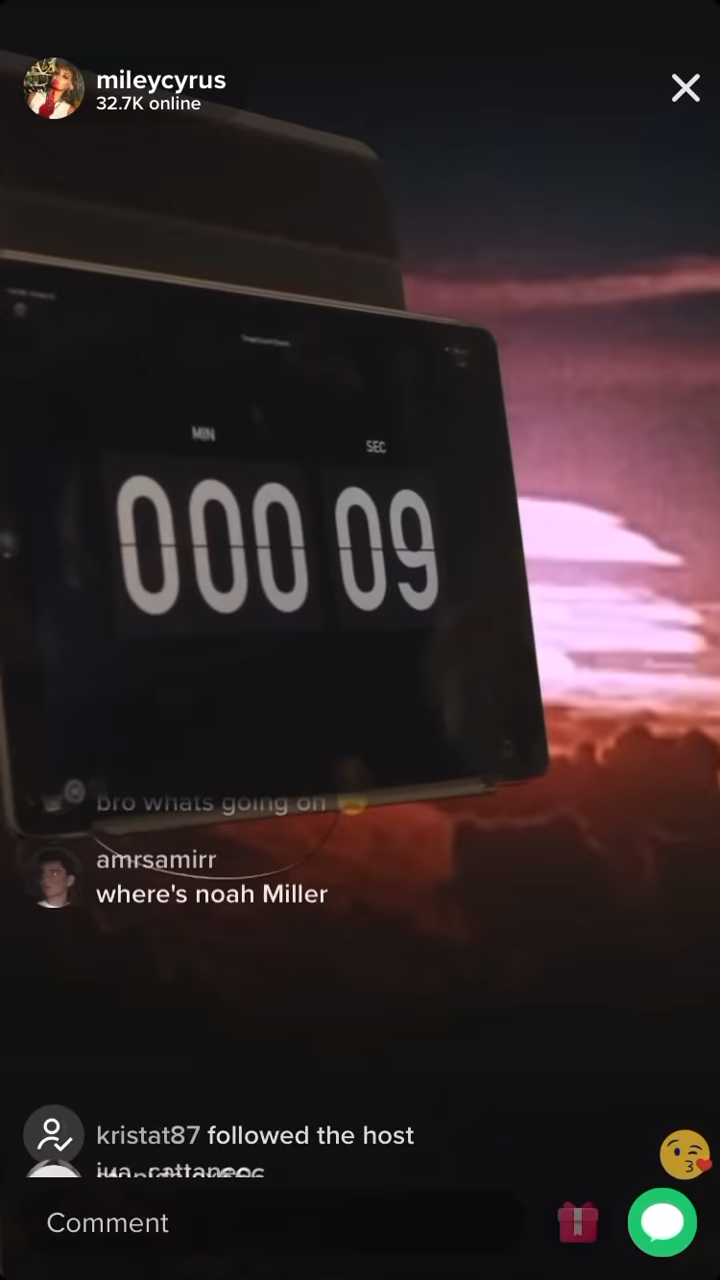 mileycyrus
32.7K online
MIN
SEC
000
09
bro whats going on 
amrsamirr
where's noah Miller
kristat87 followed the host
Comment